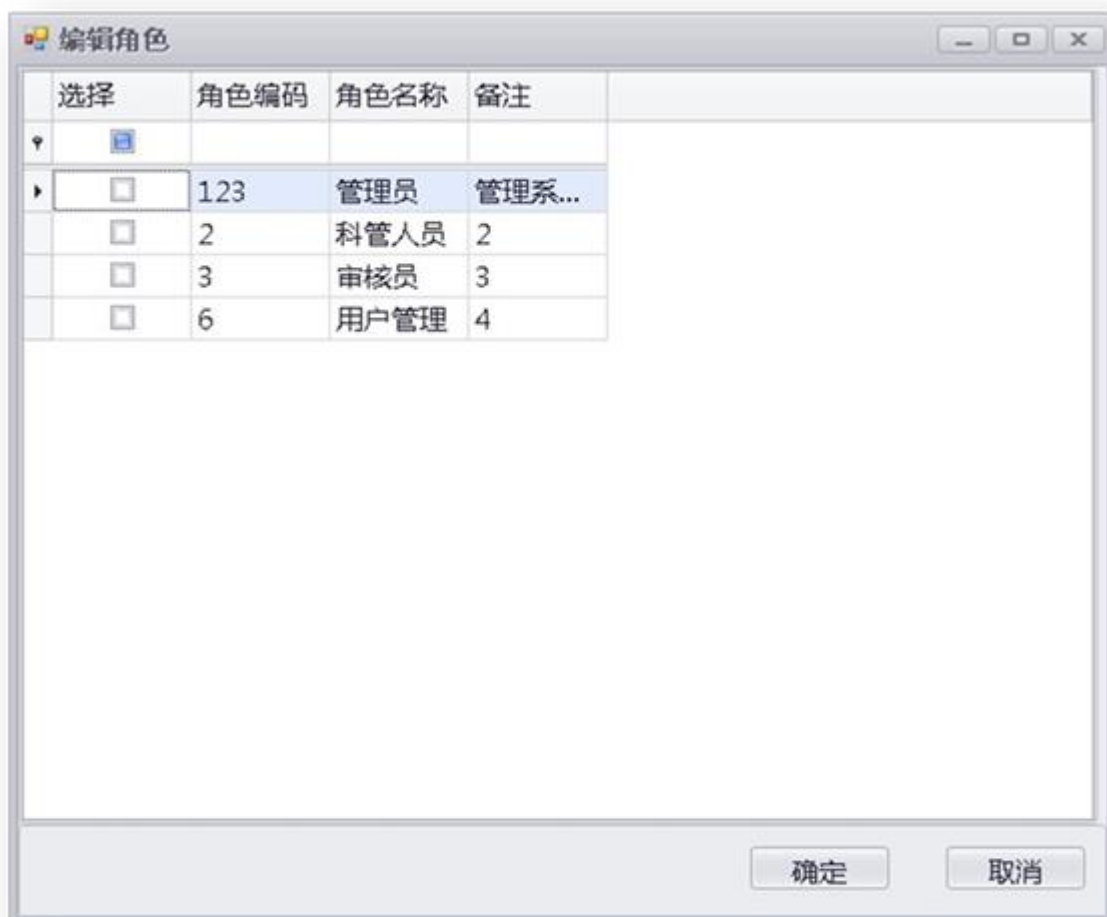 编辑角色
选择 角色编码 角色名称 备注
123 管理员 管理系...
2 科管人员 2
3 审核员 3
6 用户管理 4
确定 取消